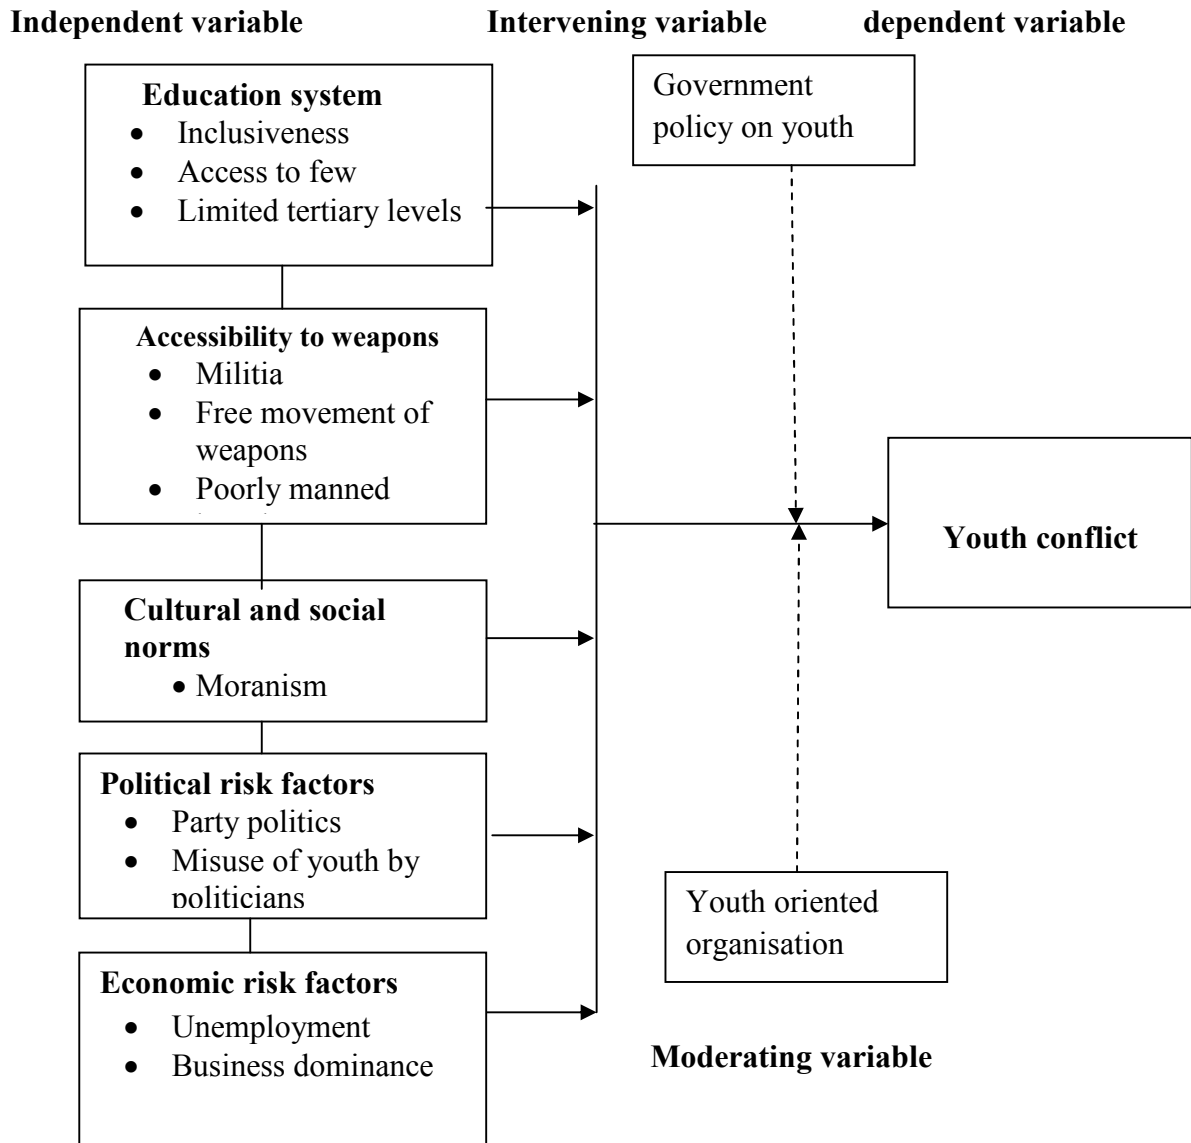 Independent variable
Intervening variable
dependent variable
Education system
• Inclusiveness
• Access to few
• Limited tertiary levels
Accessibility to weapons
• Militia
• Free movement of
weapons
• Poorly manned
Cultural and social
norms
• Moranism
Political risk factors
• Party politics
• Misuse of youth by
politicians
Economic risk factors
• Unemployment
• Business dominance
Government
policy on youth
Youth conflict
Youth oriented
organisation
Moderating variable